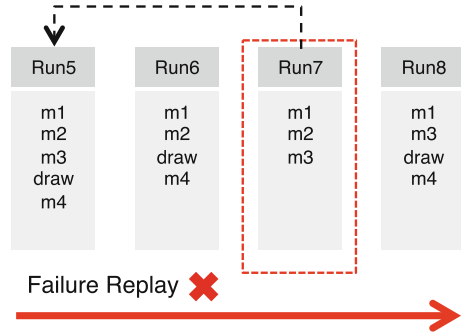 Run5
Run6
Run7
Run8
m1
m2
m3
draw
m4
m1
m2
draw
m4
m1
m2
m3
m1
m3
draw
m4
Failure Replay